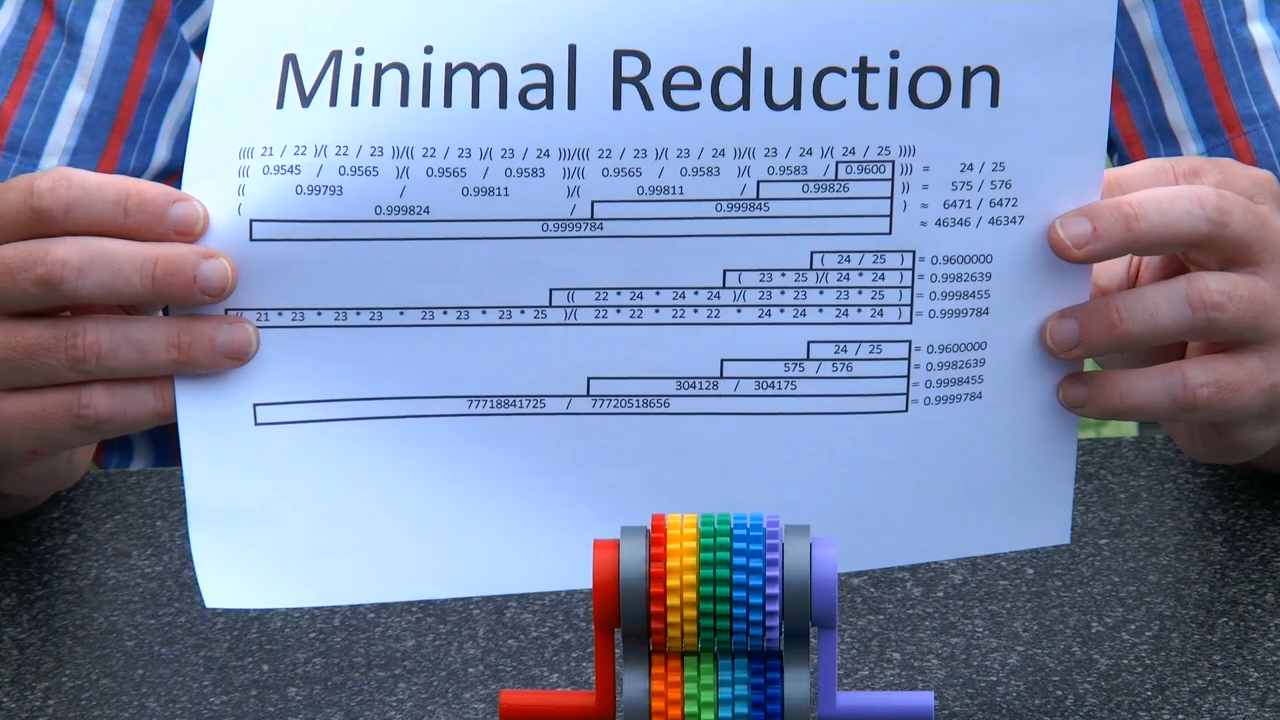 Minimal Reduction
(((( 21 / 22 )/( 22 / 23 ))/(( 22 / 23 )/( 23 / 24 )))/((( 22 / 23 )/( 23 / 24 ))/(( 23 / 24 )/( 24 / 25 ))))
((( 0.9545 / 0.9565 )/( 0.9565 / 0.9583 ))/(( 0.9565 / 0.9583 )/( 0.9583 / 0.9600 ))) = 24 / 25
(( 0.99793 / 0.99811 )/( 0.99811 / 0.99826 )) = 575 / 576
( 0.999824 / 0.999845 ) ≈ 6471 / 6472
0.9999784 ≈ 46346 / 46347
( 24 / 25 ) = 0.9600000
( 23 * 25 )/( 24 * 24 ) = 0.9982639
(( 22 * 24 * 24 * 24 )/( 23 * 23 * 23 * 25 ) = 0.9998455
(( 21 * 23 * 23 * 23 * 23 * 23 * 23 * 25 )/( 22 * 22 * 22 * 22 * 24 * 24 * 24 * 24 ) = 0.9999784
24 / 25 = 0.9600000
575 / 576 = 0.9982639
304128 / 304175 = 0.9998455
77718841725 / 77720518656 = 0.9999784